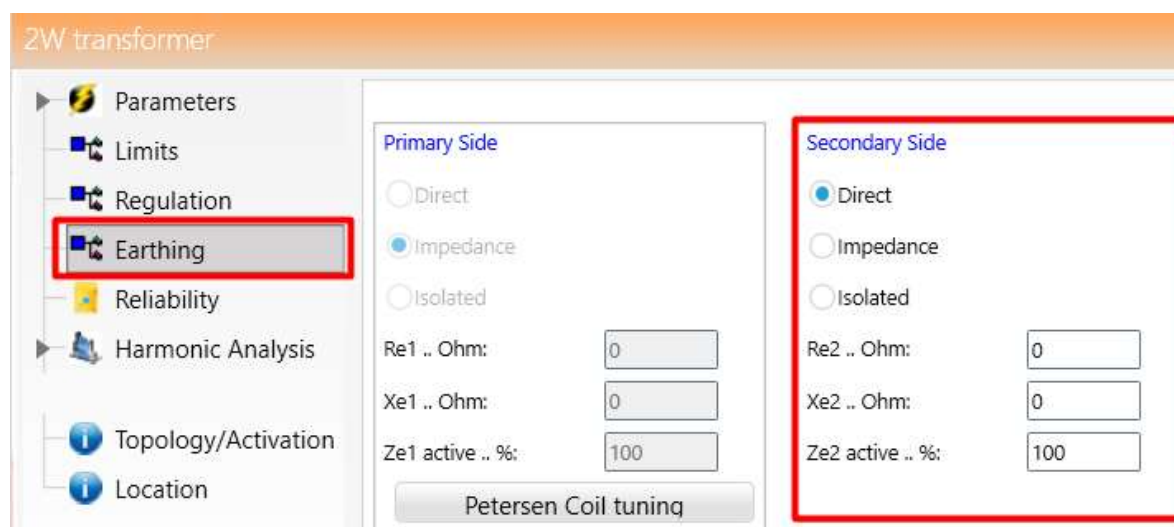 2W transformer
Parameters
Limits
Regulation
Earthing
Reliability
Harmonic Analysis
Topology/Activation
Location
Primary Side
Direct
Impedance
Isolated
Re1 .. Ohm: 0
Xe1 .. Ohm: 0
Ze1 active .. %: 100
Petersen Coil tuning
Secondary Side
Direct
Impedance
Isolated
Re2 .. Ohm: 0
Xe2 .. Ohm: 0
Ze2 active .. %: 100